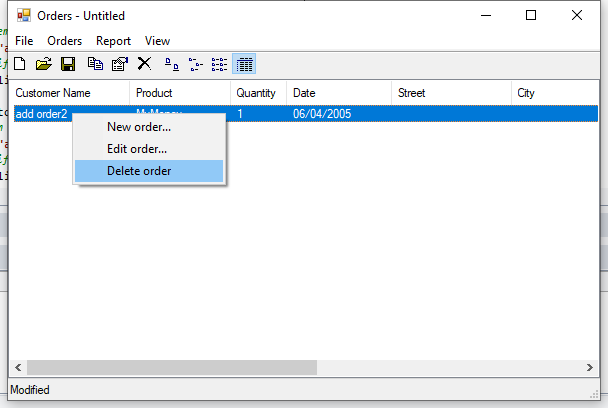 Orders - Untitled
File Orders Report View
Customer Name Product Quantity Date Street City
add order2 MyMoney 1 06/04/2005
New order...
Edit order...
Delete order
Modified